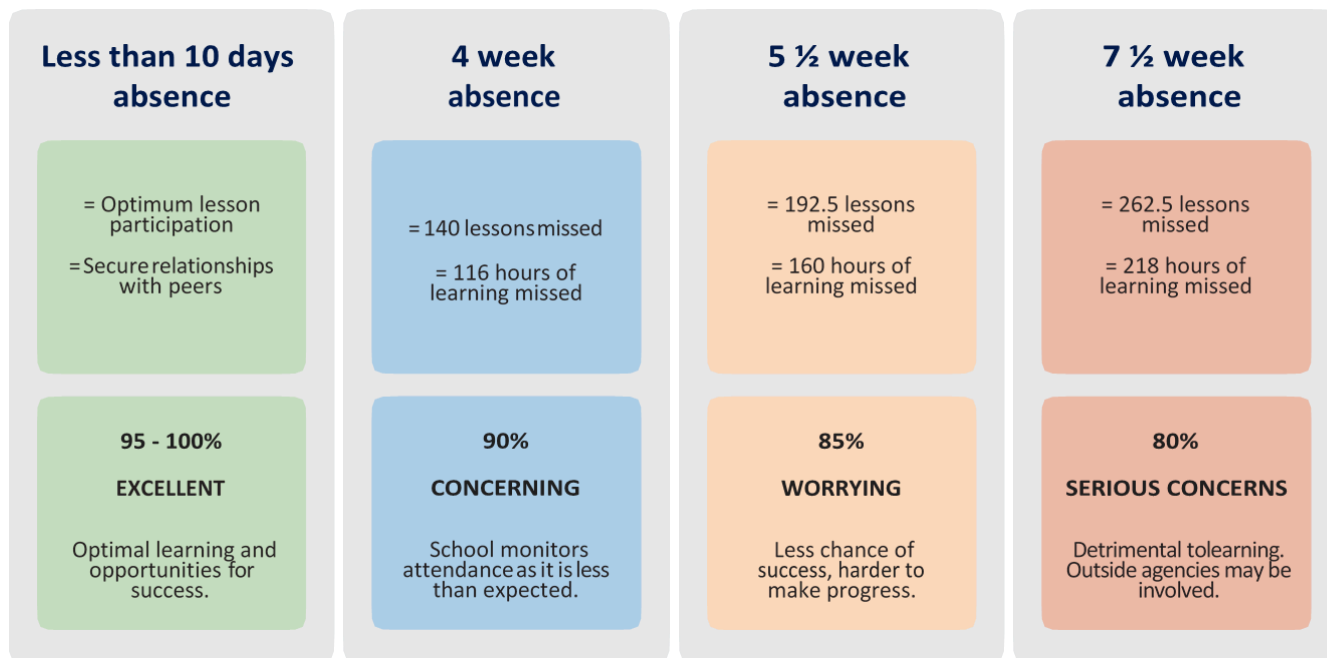 Less than 10 days
absence
= Optimum lesson
participation
= Secure relationships
with peers
95 - 100%
EXCELLENT
Optimal learning and
opportunities for
success.
4 week
absence
= 140 lessons missed
= 116 hours of
learning missed
90%
CONCERNING
School monitors
attendance as it is less
than expected.
5 ½ week
absence
= 192.5 lessons
missed
= 160 hours of
learning missed
85%
WORRYING
Less chance of
success, harder to
make progress.
7 ½ week
absence
= 262.5 lessons
missed
= 218 hours of
learning missed
80%
SERIOUS CONCERNS
Detrimental tolearning.
Outside agencies may be
involved.